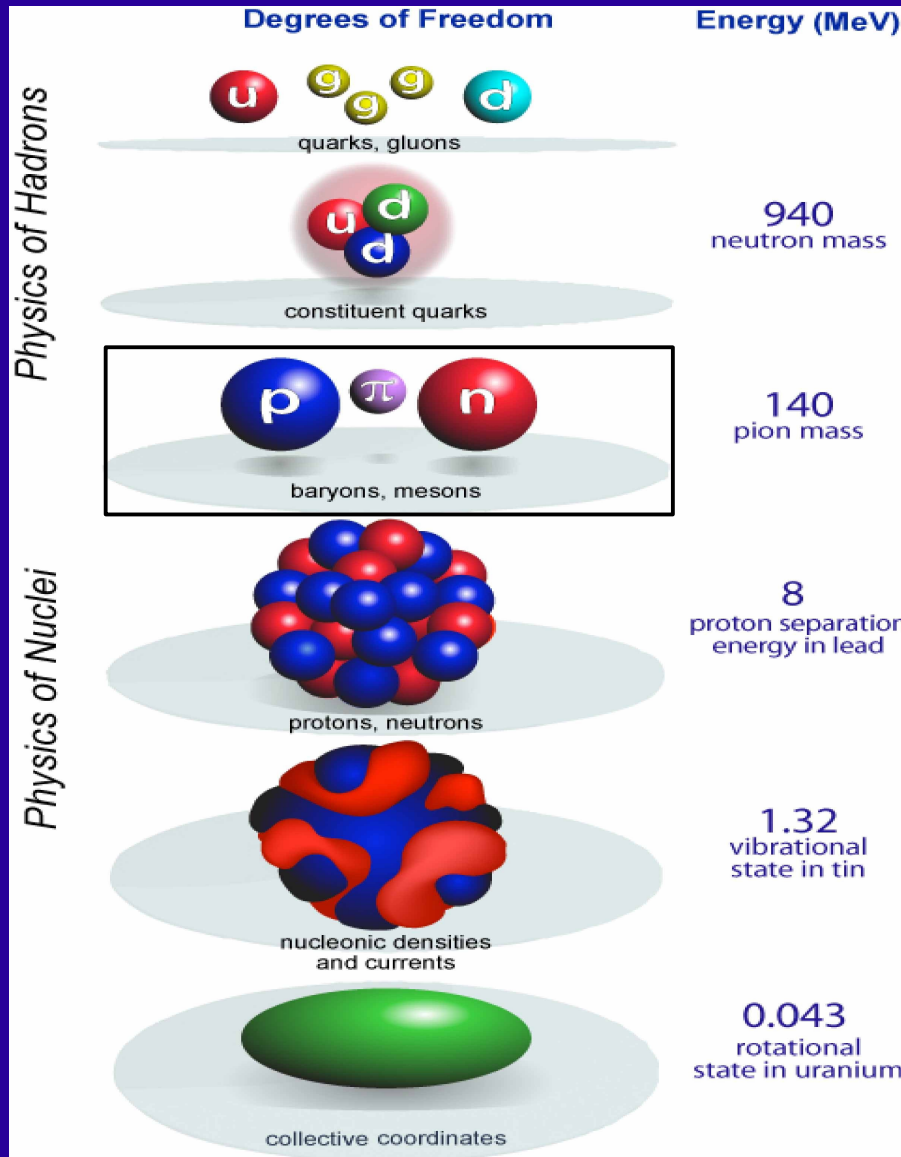 Degrees of Freedom
Energy (MeV)
Physics of Hadrons
u g g g d
quarks, gluons
u d d
constituent quarks
940
neutron mass
p π n
baryons, mesons
140
pion mass
Physics of Nuclei
protons, neutrons
8
proton separation
energy in lead
nucleonic densities
and currents
1.32
vibrational
state in tin
collective coordinates
0.043
rotational
state in uranium